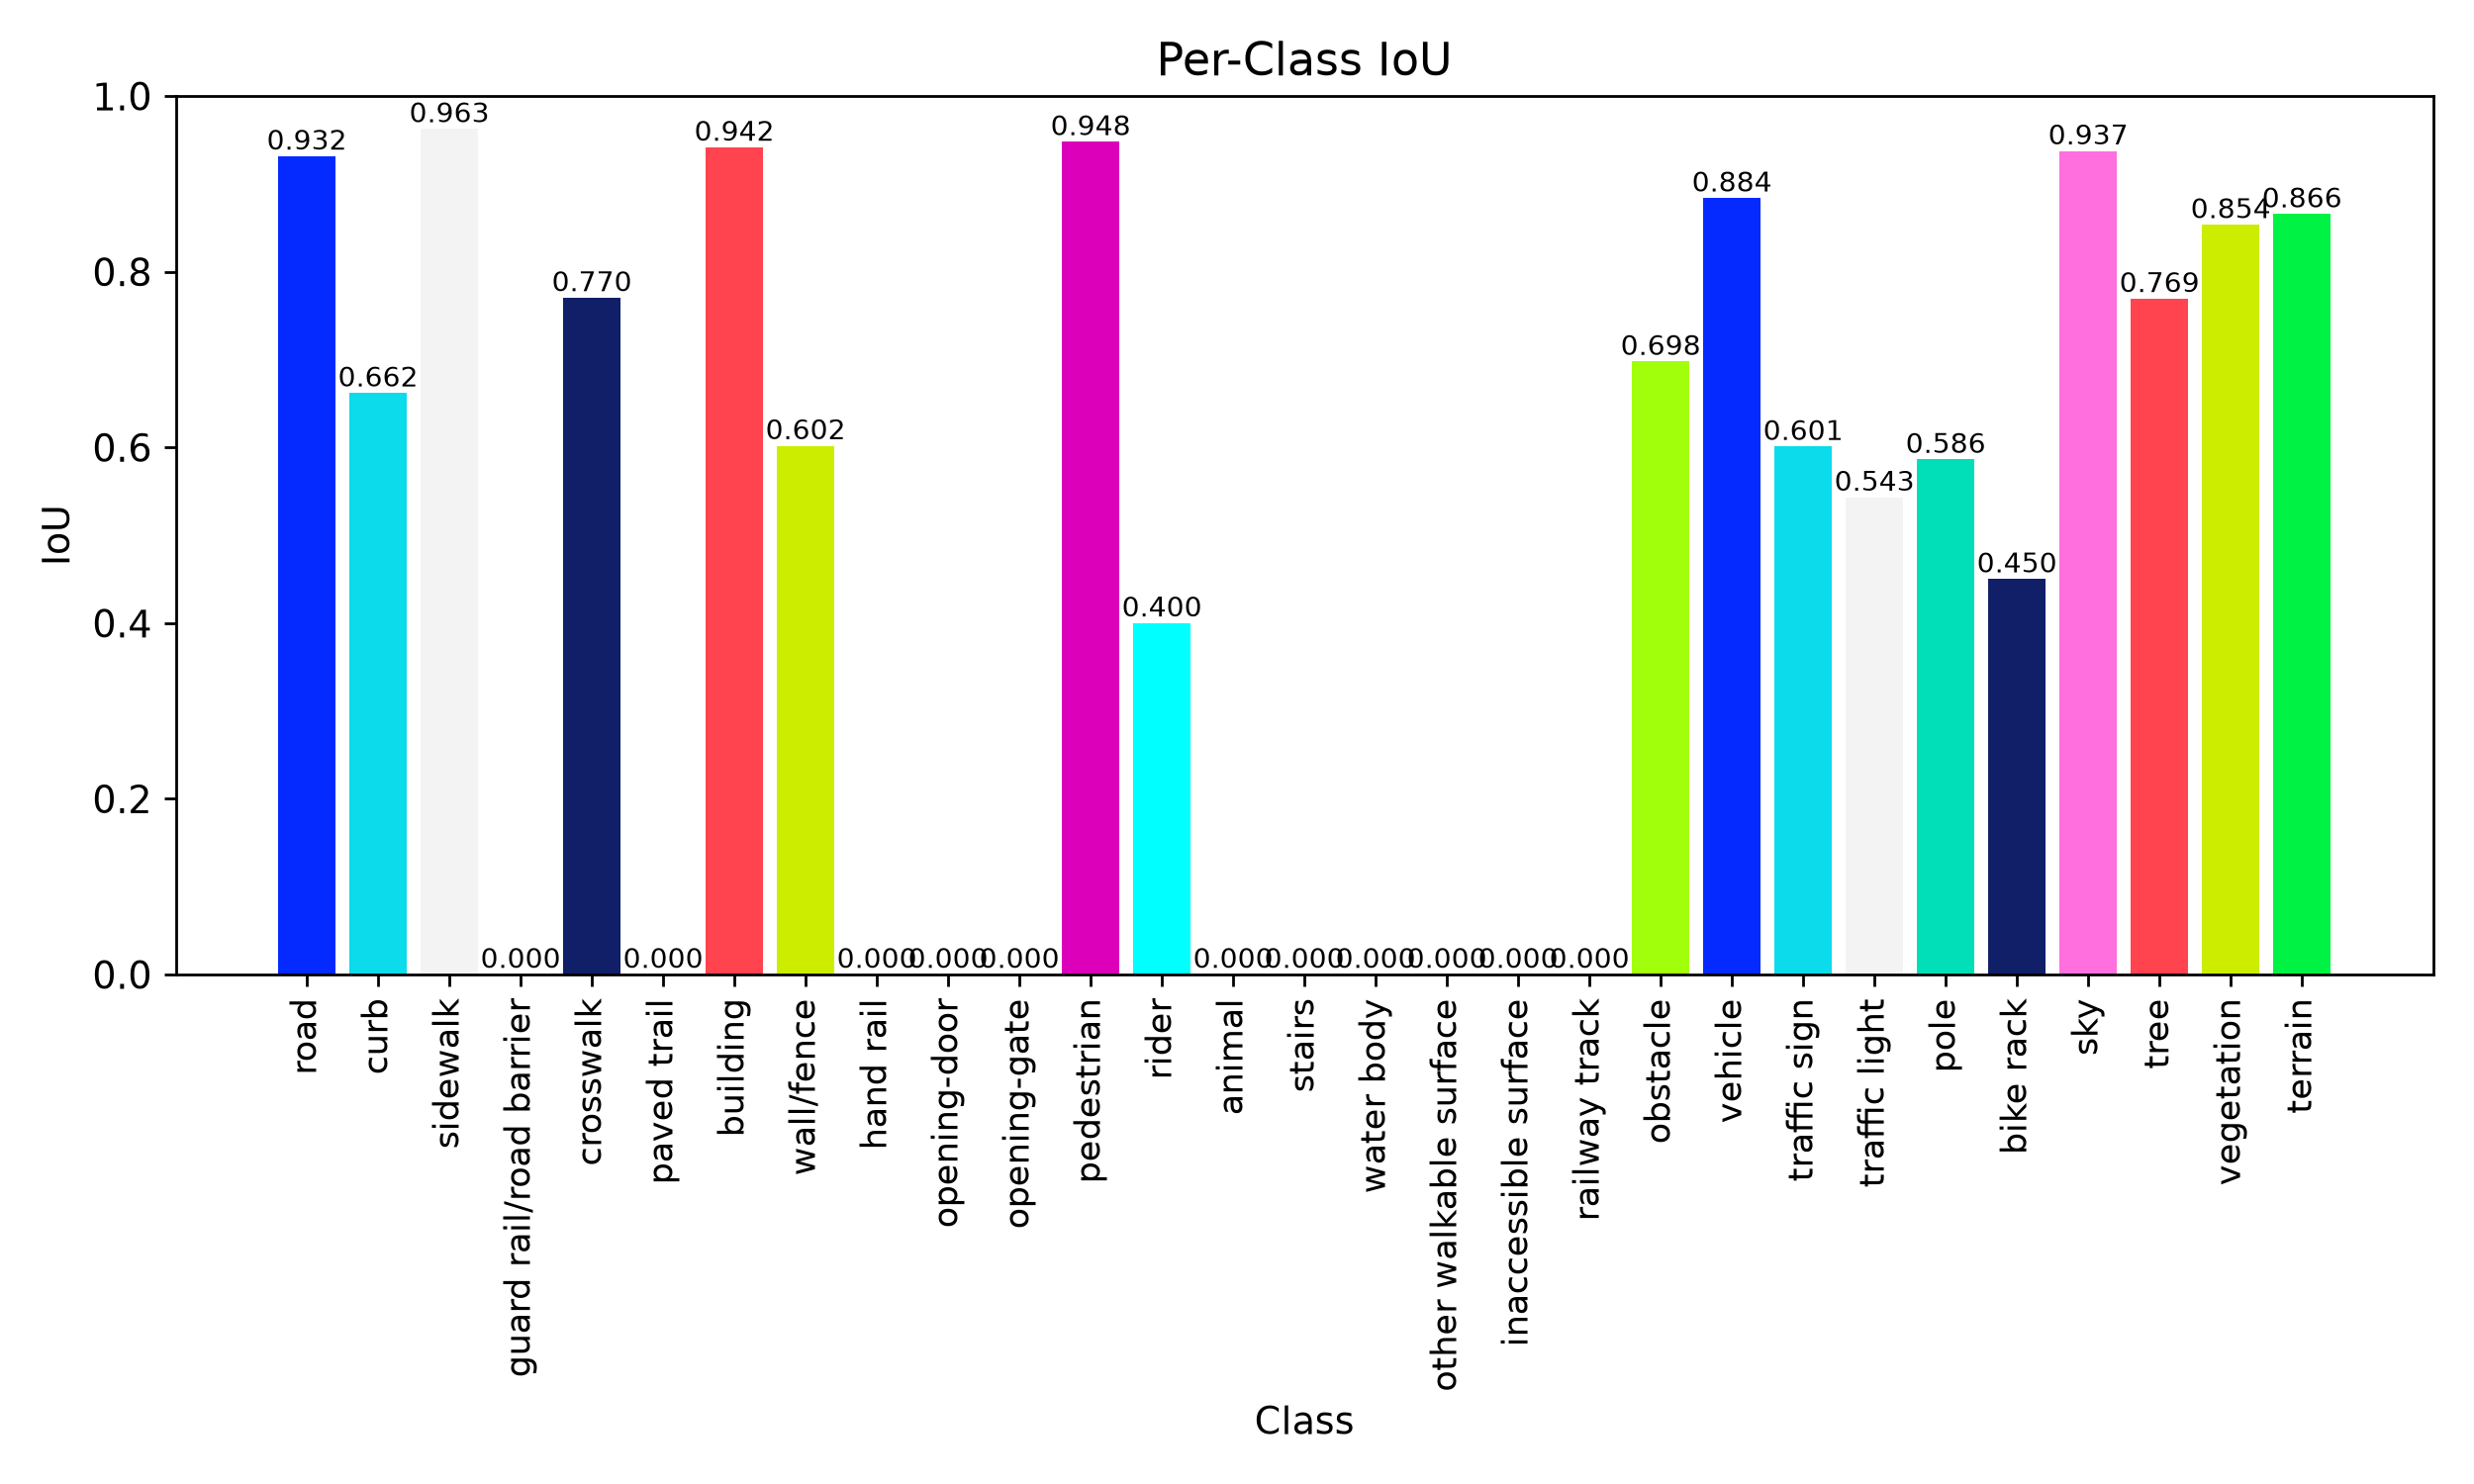 Per-Class IoU
IoU
1.0
0.8
0.6
0.4
0.2
0.0
0.932
0.662
0.963
0.000
0.770
0.000
0.942
0.602
0.000
0.000
0.000
0.948
0.400
0.000
0.000
0.000
0.000
0.000
0.000
0.698
0.884
0.601
0.543
0.586
0.450
0.937
0.769
0.854
0.866
road
curb
sidewalk
guard rail/road barrier
crosswalk
paved trail
building
wall/fence
hand rail
opening-door
opening-gate
pedestrian
rider
animal
stairs
water body
other walkable surface
inaccessible surface
railway track
obstacle
vehicle
traffic sign
traffic light
pole
bike rack
sky
tree
vegetation
terrain
Class